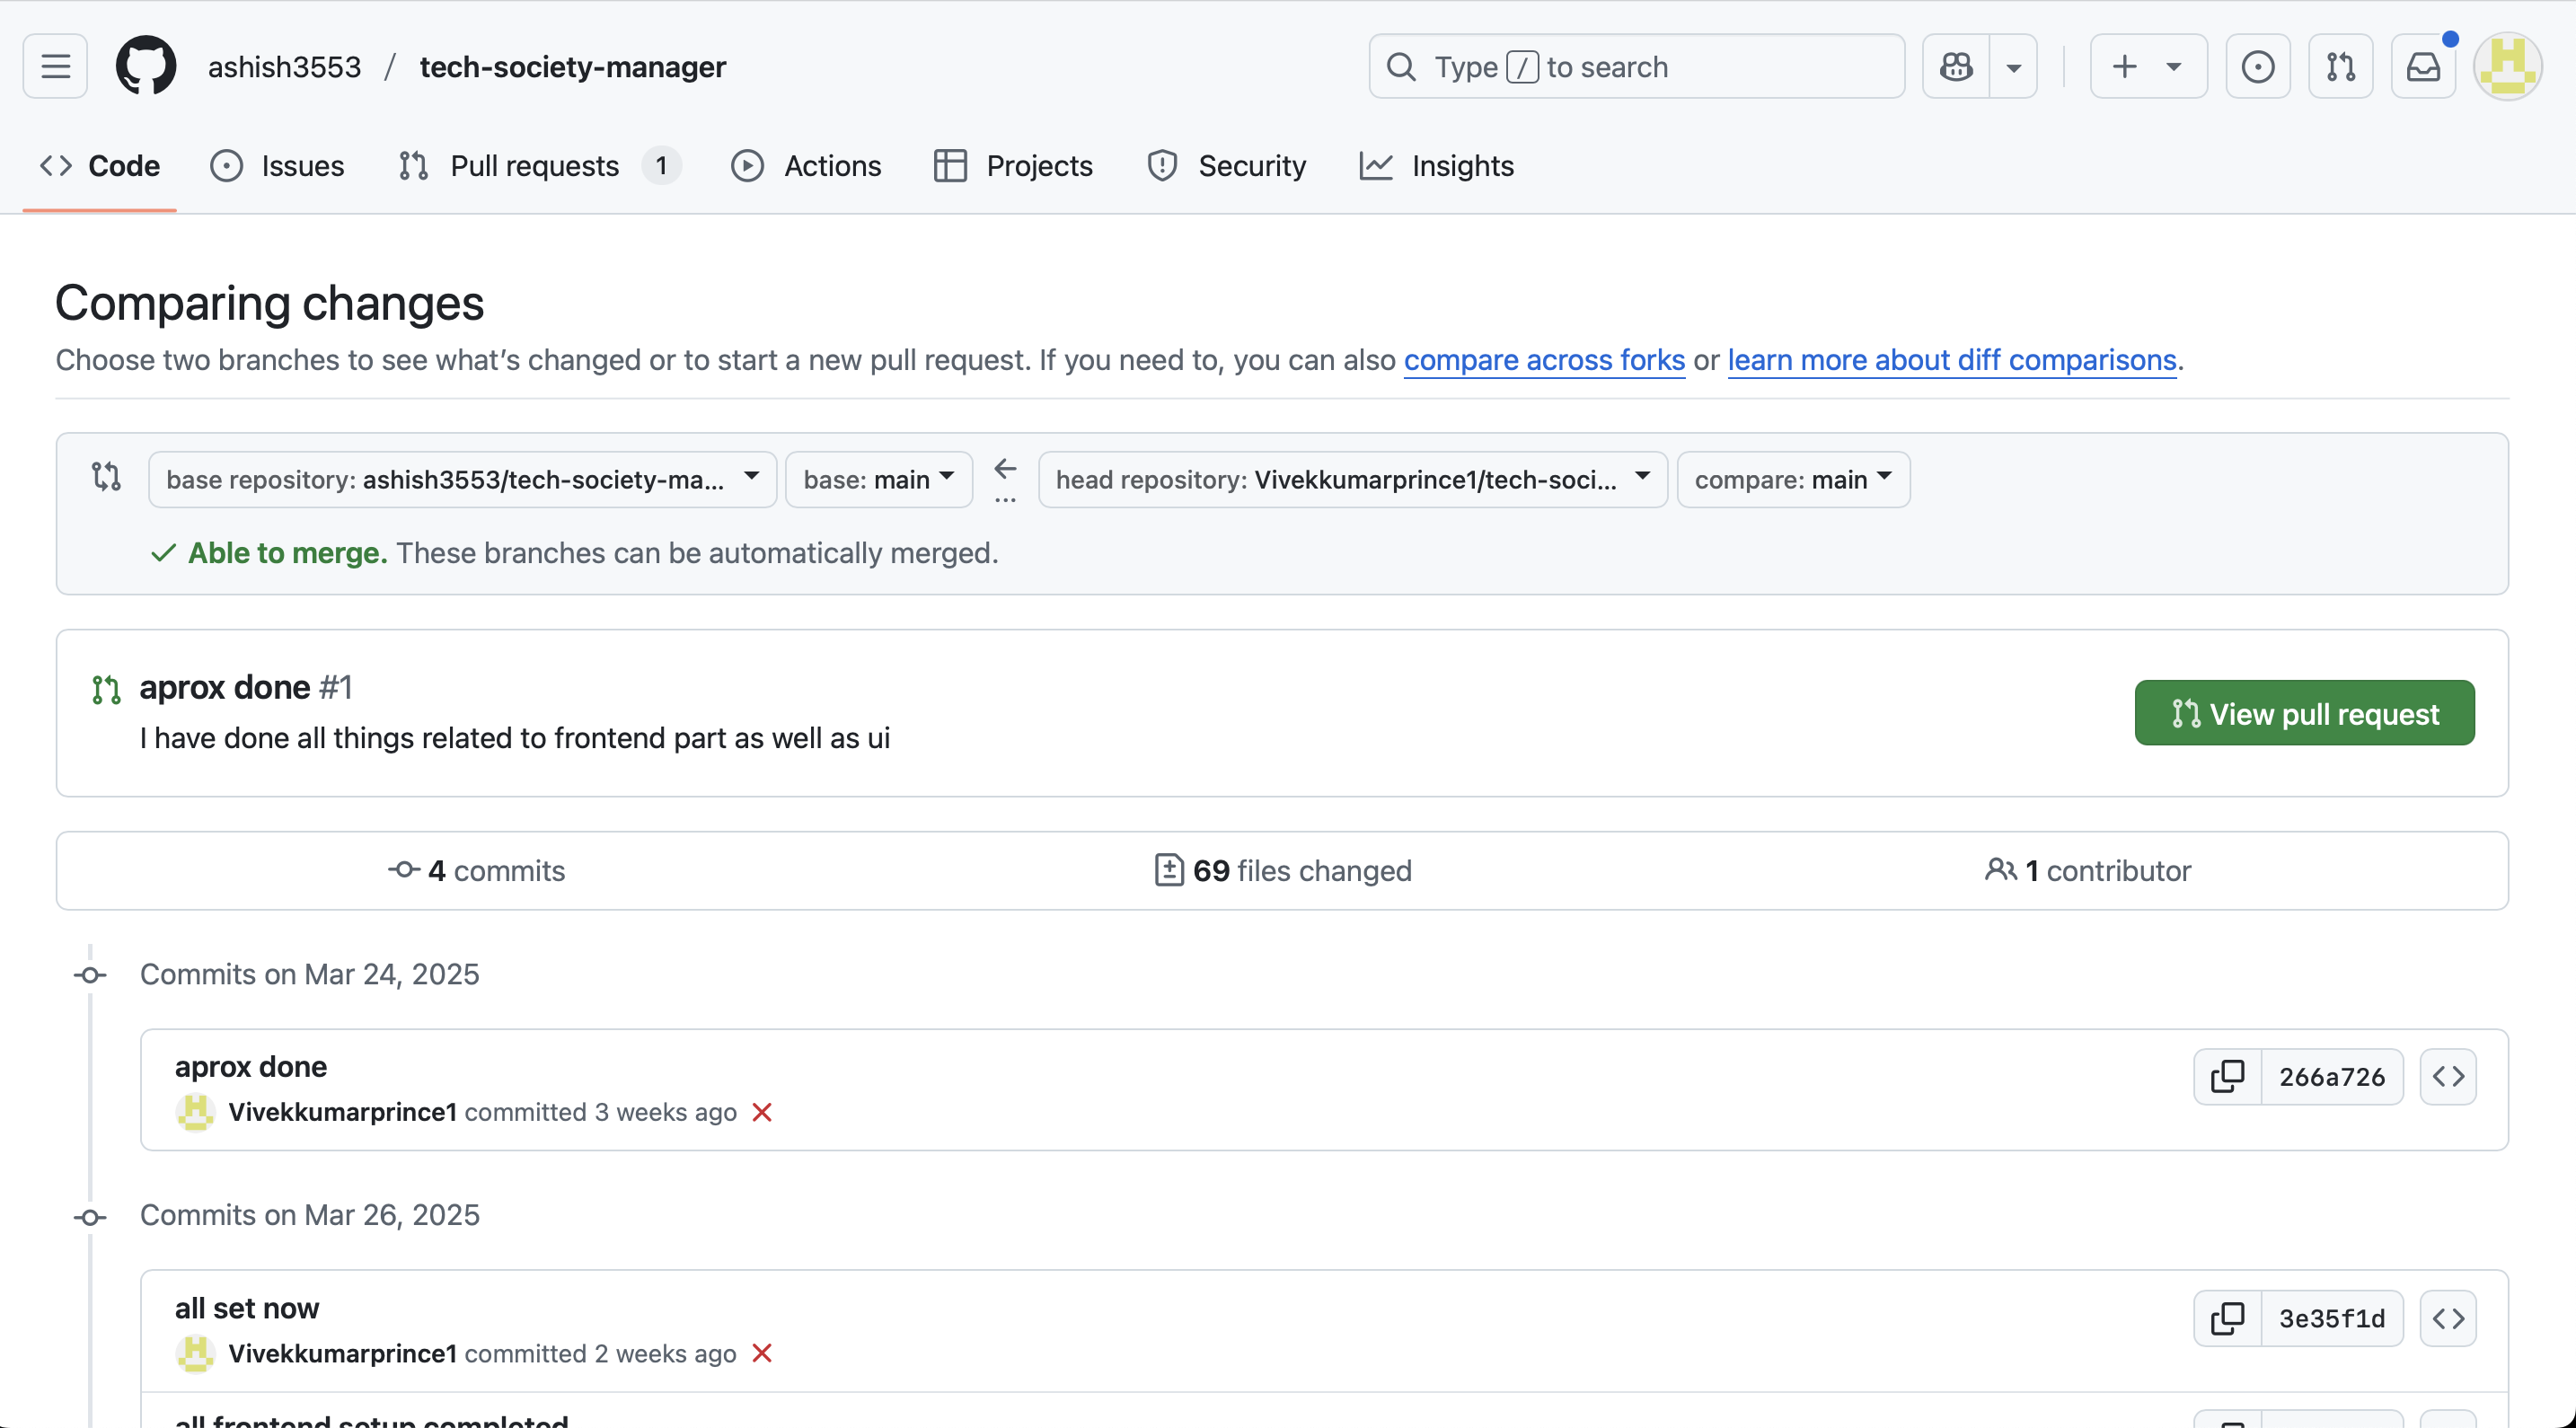 ashish3553 / tech-society-manager
Type / to search
Code
Issues
Pull requests 1
Actions
Projects
Security
Insights
Comparing changes
Choose two branches to see what’s changed or to start a new pull request. If you need to, you can also compare across forks or learn more about diff comparisons.
base repository: ashish3553/tech-society-ma...
base: main
...
head repository: Vivekkumarprince1/tech-soci...
compare: main
Able to merge. These branches can be automatically merged.
aprox done #1
I have done all things related to frontend part as well as ui
View pull request
4 commits
69 files changed
1 contributor
Commits on Mar 24, 2025
aprox done
266a726
Vivekkumarprince1 committed 3 weeks ago
Commits on Mar 26, 2025
all set now
3e35f1d
Vivekkumarprince1 committed 2 weeks ago
all frontend setup completed